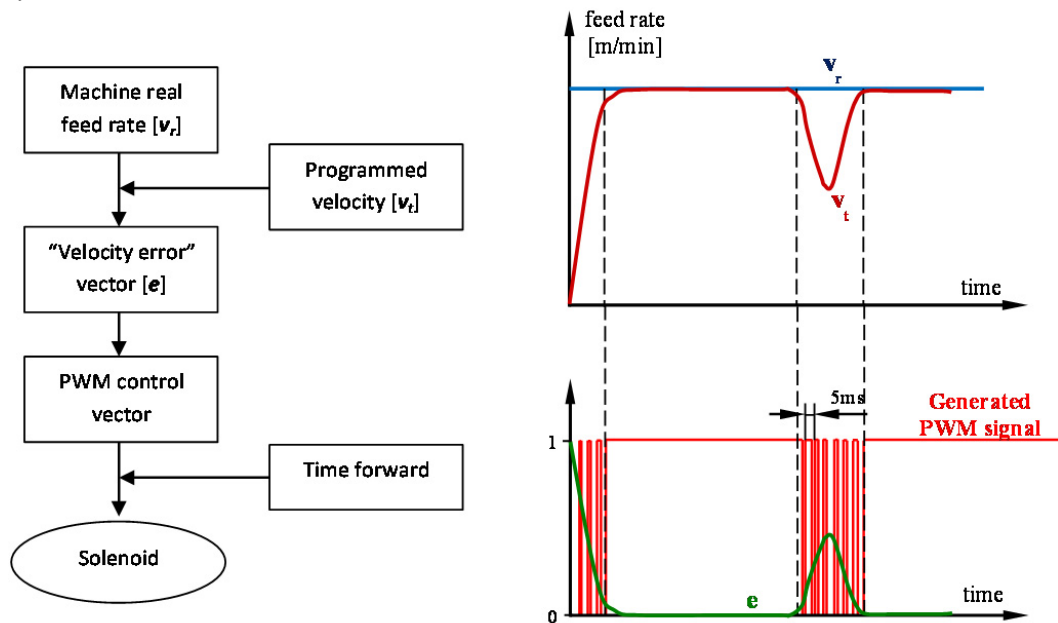 Machine real
feed rate [vr]
Programmed
velocity [vt]
“Velocity error”
vector [e]
PWM control
vector
Time forward
Solenoid
feed rate
[m/min]
vr
vt
time
5ms
Generated
PWM signal
1
e
time
0